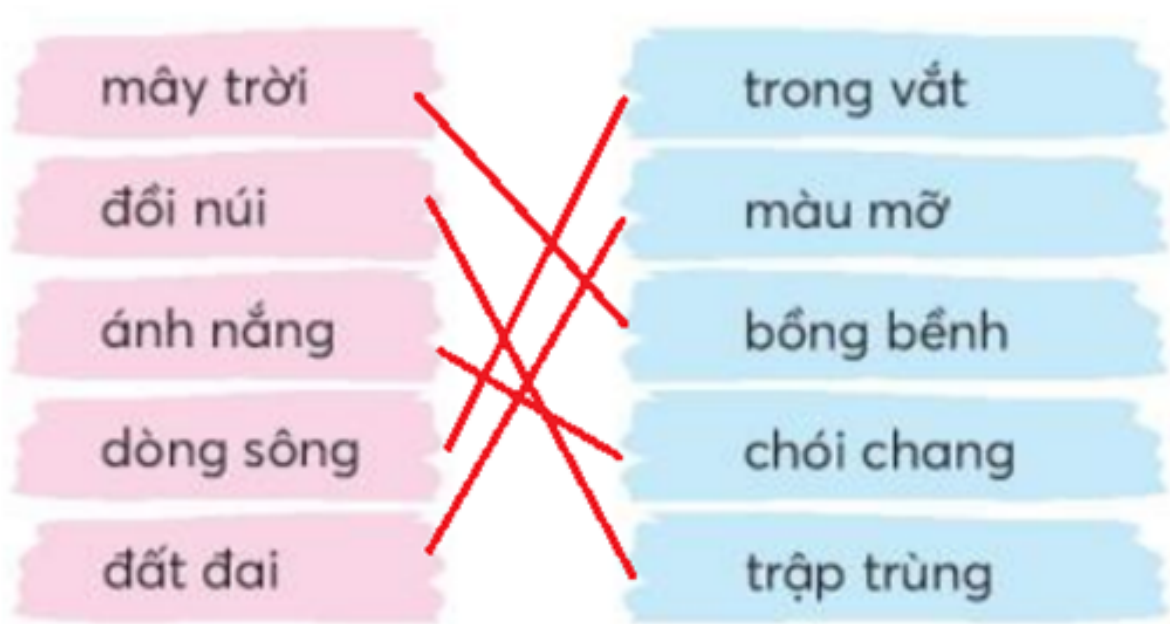 mây trời
trong vắt
đồi núi
màu mỡ
ánh nắng
bồng bềnh
dòng sông
chói chang
đất đai
trập trùng